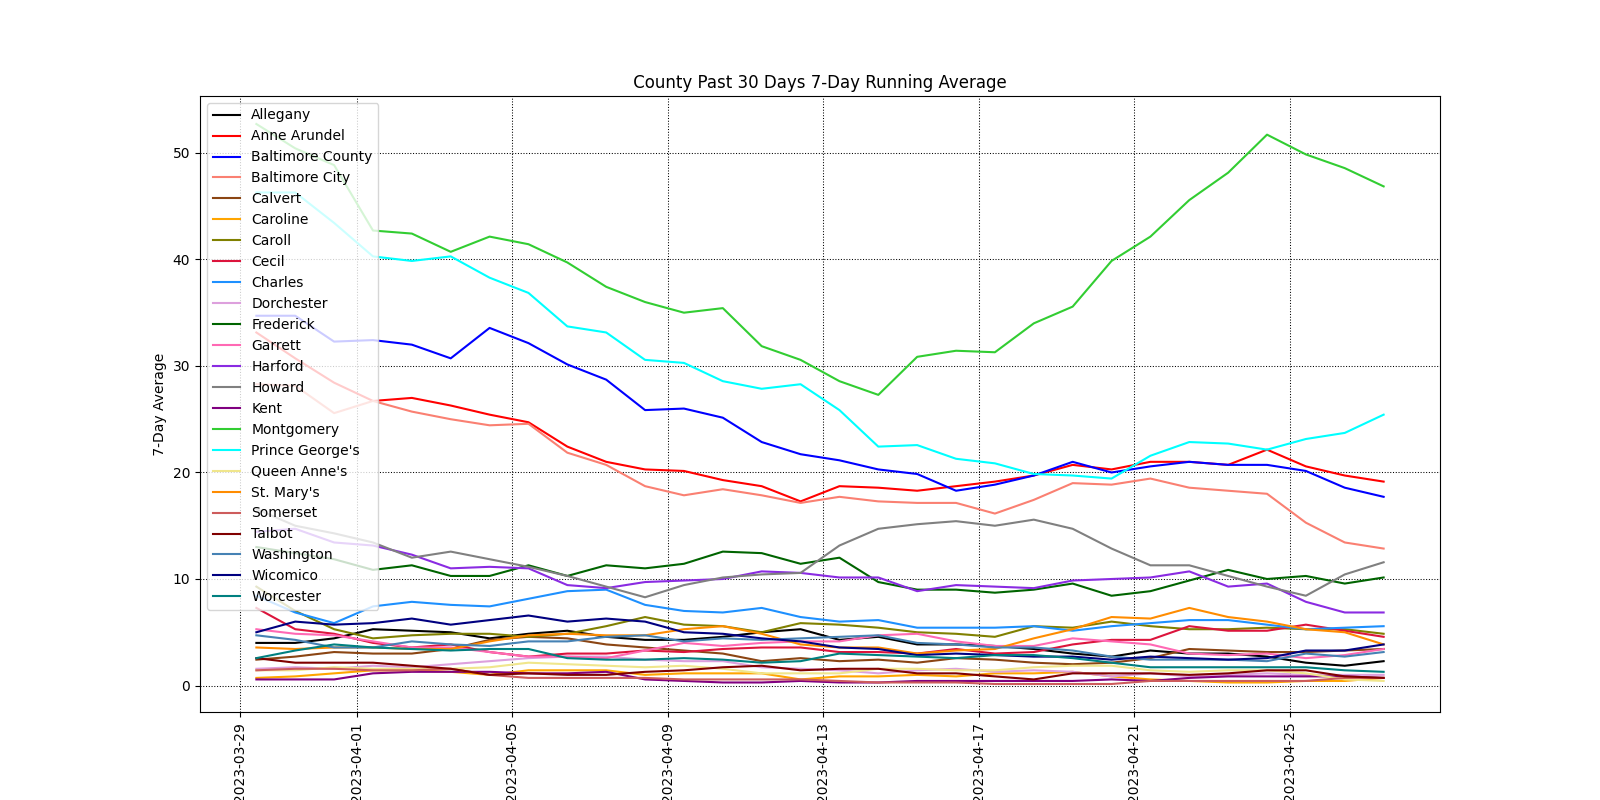 County Past 30 Days 7-Day Running Average
Allegany
Anne Arundel
Baltimore County
Baltimore City
Calvert
Caroline
Caroll
Cecil
Charles
Dorchester
Frederick
Garrett
Harford
Howard
Kent
Montgomery
Prince George's
Queen Anne's
St. Mary's
Somerset
Talbot
Washington
Wicomico
Worcester
7-Day Average
50
40
30
20
10
0
2023-03-29
2023-04-01
2023-04-05
2023-04-09
2023-04-13
2023-04-17
2023-04-21
2023-04-25